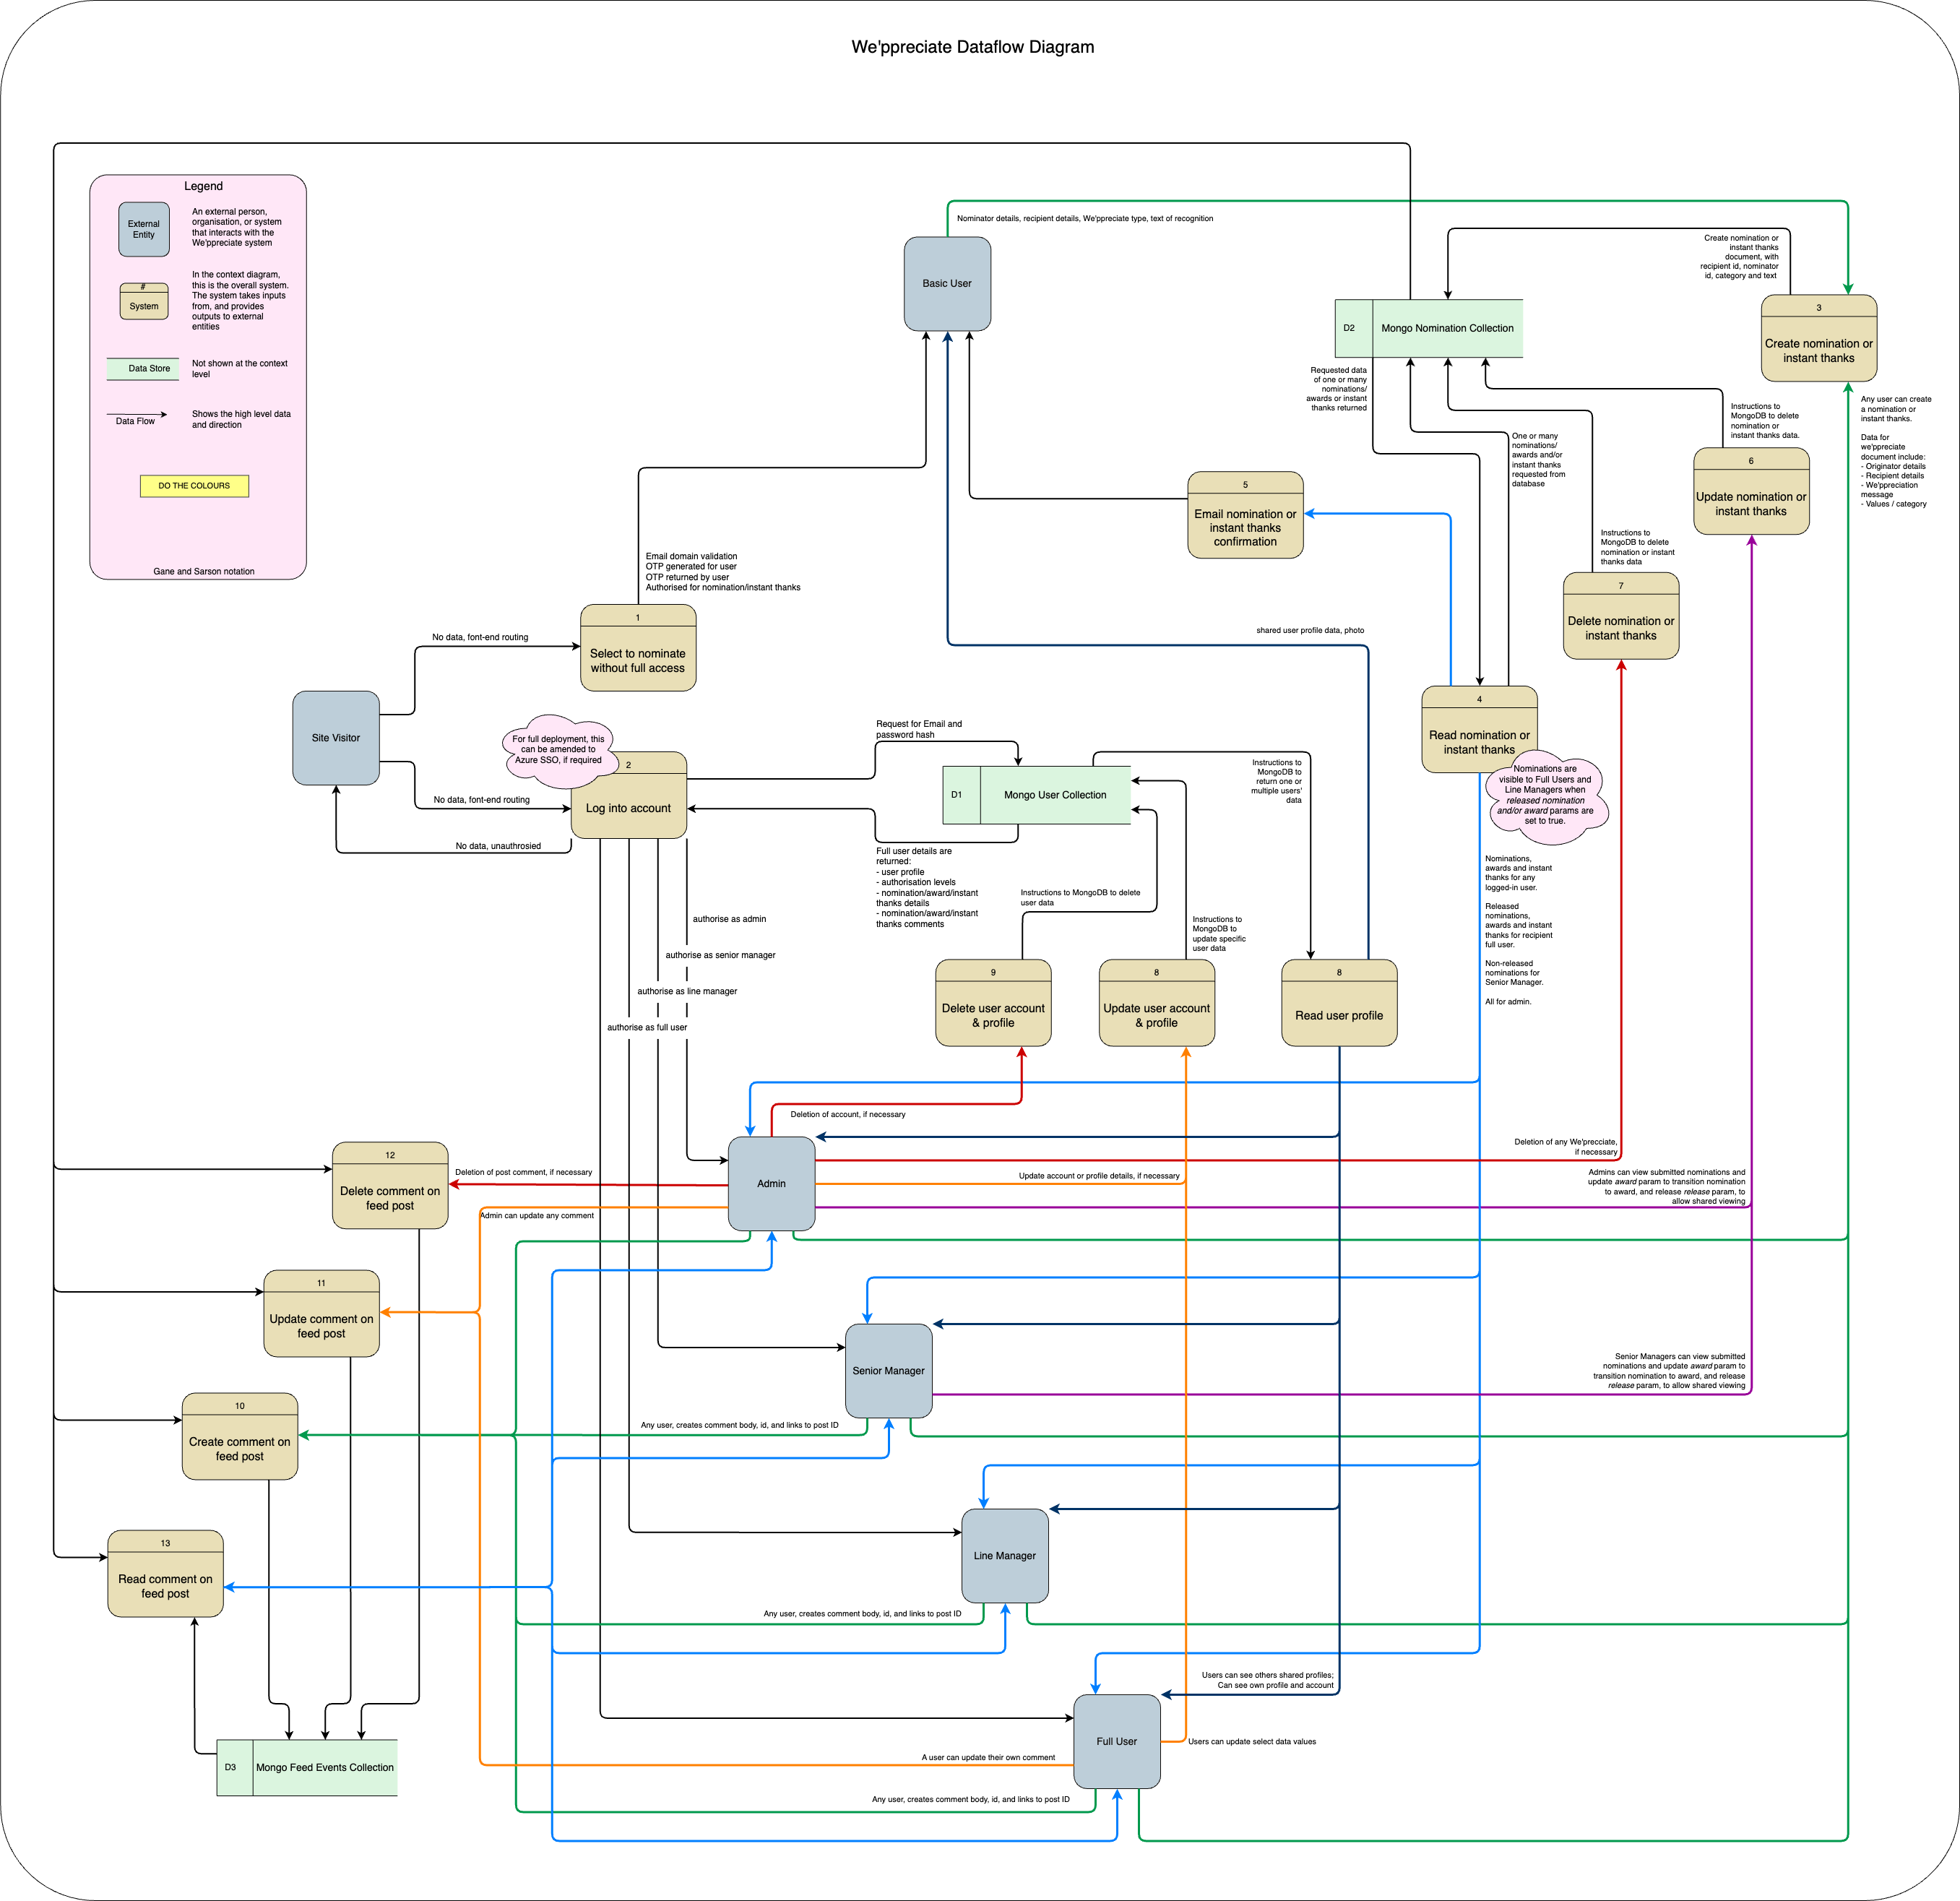 We'ppreciate Dataflow Diagram
Legend
External
Entity
An external person,
organisation, or system
that interacts with the
We'ppreciate system
#
System
In the context diagram,
this is the overall system.
The system takes inputs
from, and provides
outputs to external
entities
Data Store
Not shown at the context
level
Data Flow
Shows the high level data
and direction
DO THE COLOURS
Gane and Sarson notation
Nominator details, recipient details, We'ppreciate type, text of recognition
Basic User
Create nomination or
instant thanks
document, with
recipient id, nominator
id, category and text
D2
Mongo Nomination Collection
3
Create nomination or
instant thanks
Requested data
of one or many
nominations/
awards or instant
thanks returned
Any user can create
a nomination or
instant thanks.
Data for
we'ppreciate
document include:
- Originator details
- Recipient details
- We'ppreciation
message
- Values / category
Instructions to
MongoDB to delete
nomination or
instant thanks data.
One or many
nominations/
awards and/or
instant thanks
requested from
database
6
Update nomination or
instant thanks
5
Email nomination or
instant thanks
confirmation
Instructions to
MongoDB to delete
nomination or instant
thanks data
7
Delete nomination or
instant thanks
Email domain validation
OTP generated for user
OTP returned by user
Authorised for nomination/instant thanks
1
Select to nominate
without full access
No data, font-end routing
shared user profile data, photo
Site Visitor
4
Read nomination or
instant thanks
Nominations are
visible to Full Users and
Line Managers when
released nomination
and/or award params are
set to true.
For full deployment, this
can be amended to
Azure SSO, if required
2
Log into account
No data, font-end routing
No data, unauthrosied
Request for Email and
password hash
D1
Mongo User Collection
Instructions to
MongoDB to
return one or
multiple users'
data
Full user details are
returned:
- user profile
- authorisation levels
- nomination/award/instant
thanks details
- nomination/award/instant
thanks comments
Instructions to MongoDB to delete
user data
Instructions to
MongoDB to
update specific
user data
Nominations,
awards and instant
thanks for any
logged-in user.
Released
nominations,
awards and instant
thanks for recipient
full user.
Non-released
nominations for
Senior Manager.
All for admin.
authorise as admin
authorise as senior manager
authorise as line manager
authorise as full user
9
Delete user account
& profile
8
Update user account
& profile
8
Read user profile
Deletion of account, if necessary
12
Delete comment on
feed post
Deletion of post comment, if necessary
Admin
Deletion of any We'precciate,
if necessary
Update account or profile details, if necessary
Admins can view submitted nominations and
update award param to transition nomination
to award, and release release param, to
allow shared viewing
Admin can update any comment
11
Update comment on
feed post
Senior Manager
Senior Managers can view submitted
nominations and update award param to
transition nomination to award, and release
release param, to allow shared viewing
10
Create comment on
feed post
Any user, creates comment body, id, and links to post ID
13
Read comment on
feed post
Line Manager
Any user, creates comment body, id, and links to post ID
Users can see others shared profiles;
Can see own profile and account
Full User
Users can update select data values
D3
Mongo Feed Events Collection
A user can update their own comment
Any user, creates comment body, id, and links to post ID